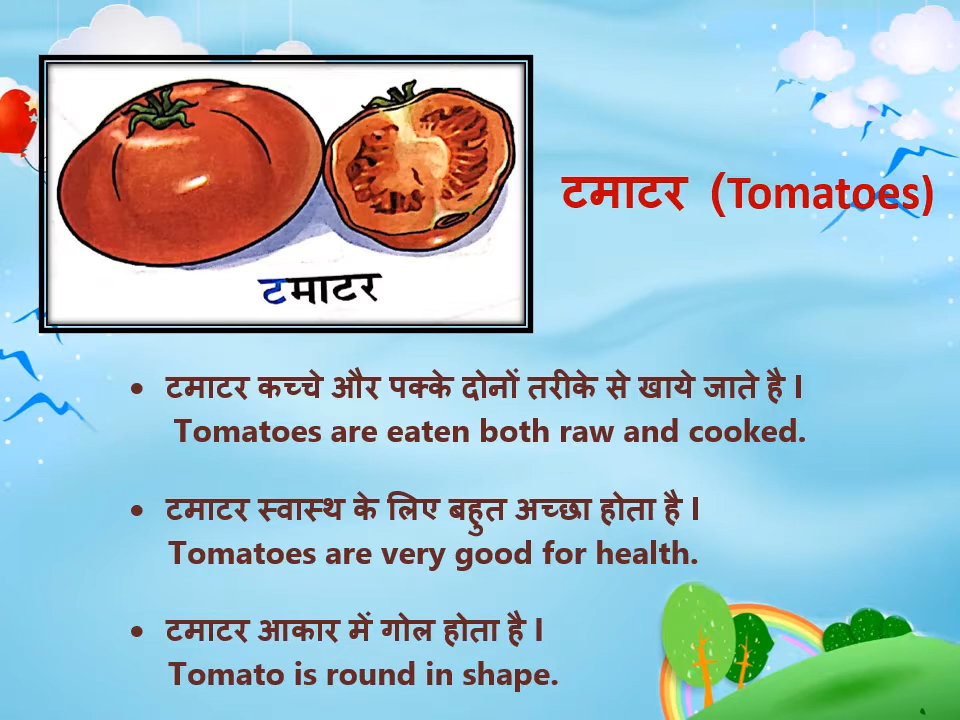 टमाटर
टमाटर (Tomatoes)
• टमाटर कच्चे और पक्के दोनों तरीके से खाये जाते है I
Tomatoes are eaten both raw and cooked.
• टमाटर स्वास्थ के लिए बहुत अच्छा होता है I
Tomatoes are very good for health.
• टमाटर आकार में गोल होता है I
Tomato is round in shape.